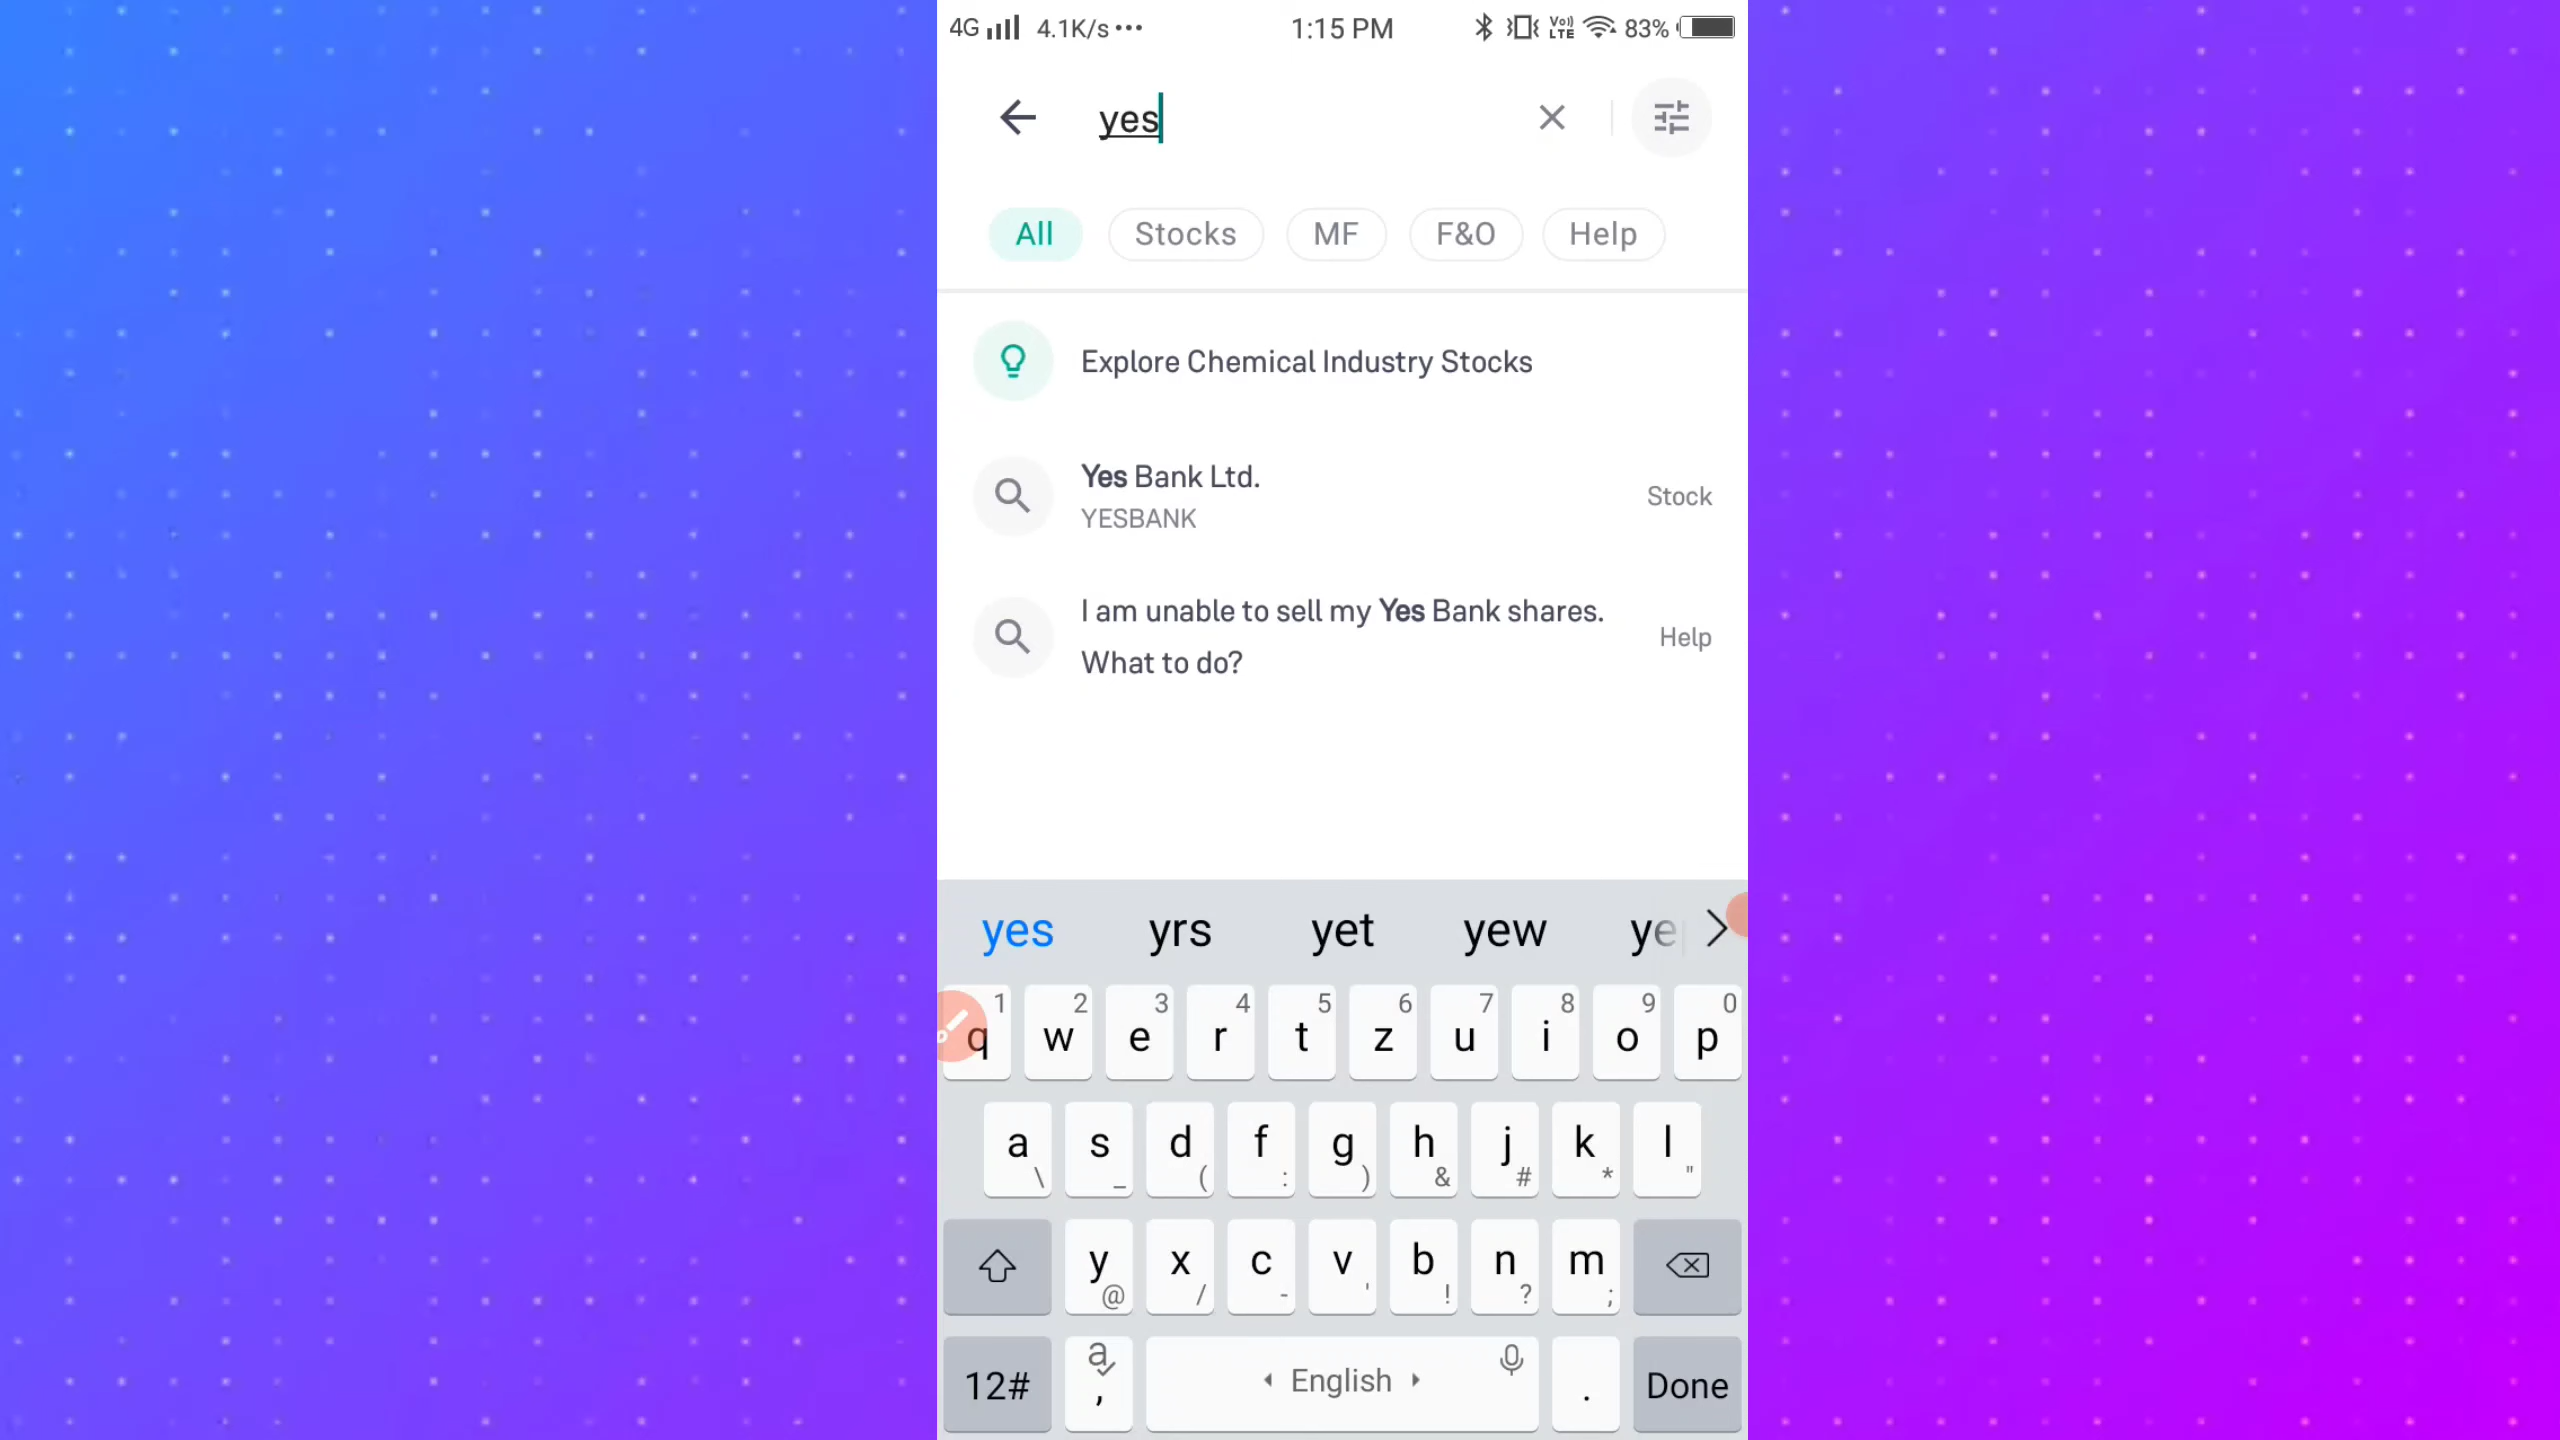 4G 4.1K/s ••• 1:15 PM Vo) LTE 83%
yes
All Stocks MF F&O Help
Explore Chemical Industry Stocks
Yes Bank Ltd.
YESBANK
Stock
I am unable to sell my Yes Bank shares.
What to do?
Help
yes yrs yet yew
1 2 3 4 5 6 7 8 9 0
q w e r t z u i o p
a s d f g h j k l
\ _ ( : ) & # * "
y x c v b n m
@ / - ' ! ? ;
12# a , English . Done